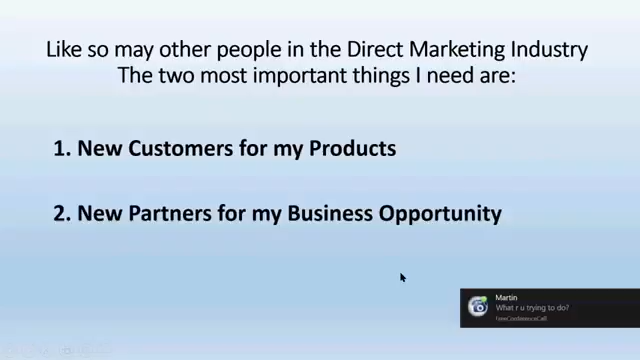 Like so may other people in the Direct Marketing Industry
The two most important things I need are:
1. New Customers for my Products
2. New Partners for my Business Opportunity
Martin
What r u trying to do?
FreeConferenceCall